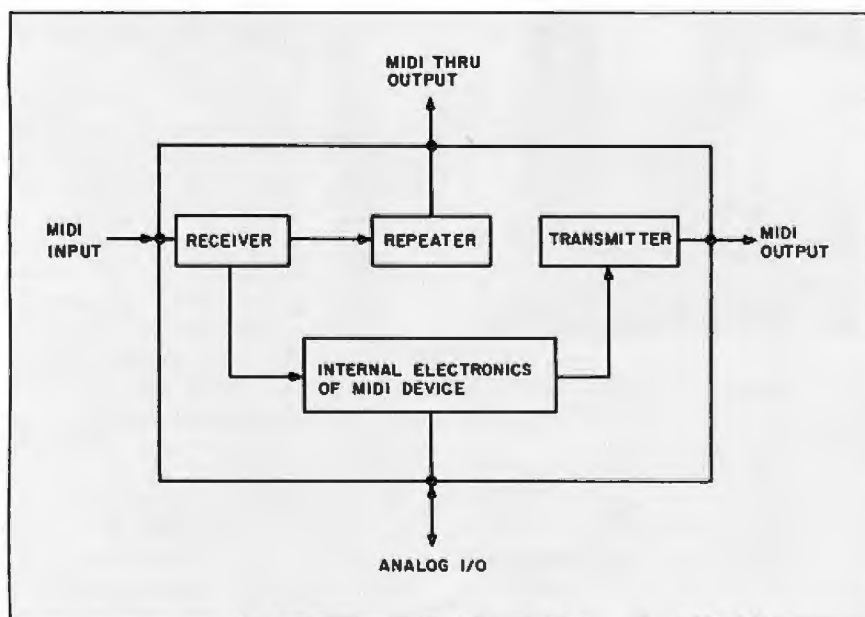 MIDI THRU
OUTPUT
MIDI
INPUT
RECEIVER
REPEATER
TRANSMITTER
MIDI
OUTPUT
INTERNAL ELECTRONICS
OF MIDI DEVICE
ANALOG I/O